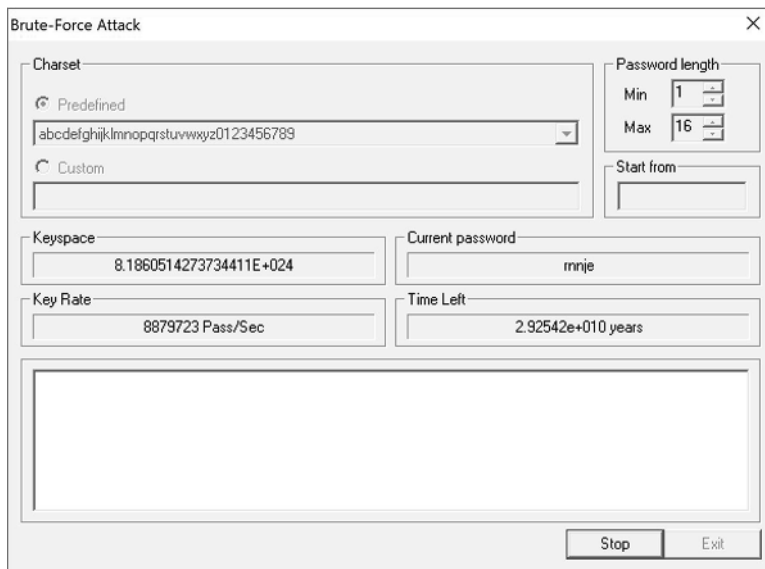 Brute-Force Attack
Charset
Predefined
abcdefghijklmnopqrstuvwxyz0123456789
Custom
Password length
Min 1
Max 16
Start from
Keyspace
8.1860514273734411E+024
Current password
rnnje
Key Rate
8879723 Pass/Sec
Time Left
2.92542e+010 years
Stop
Exit